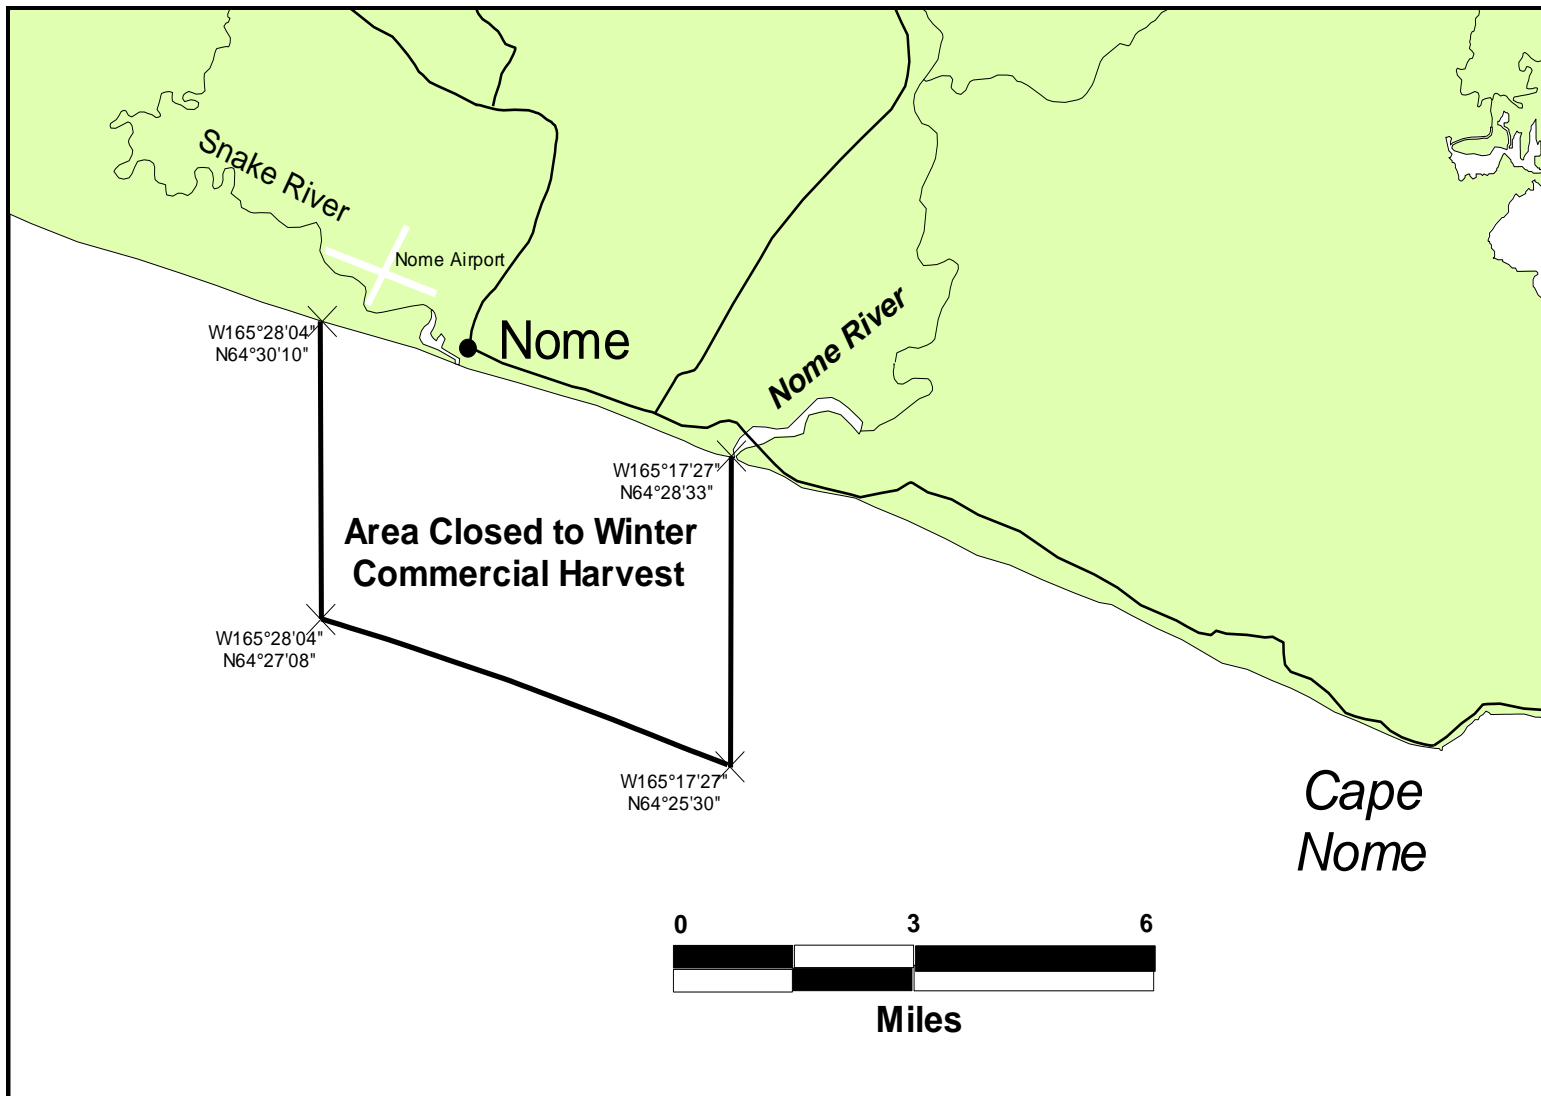 Snake River
Nome Airport
W165°28'04"
N64°30'10"
Nome
Nome River
W165°17'27"
N64°28'33"
Area Closed to Winter
Commercial Harvest
W165°28'04"
N64°27'08"
W165°17'27"
N64°25'30"
Cape
Nome
0 3 6
Miles